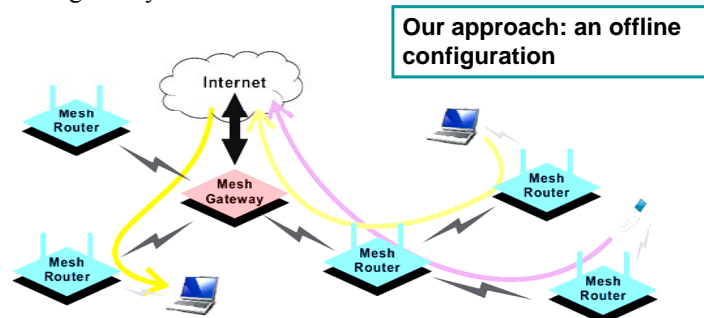 Our approach: an offline
configuration
Internet
Mesh
Router
Mesh
Router
Mesh
Gateway
Mesh
Router
Mesh
Router
Mesh
Router